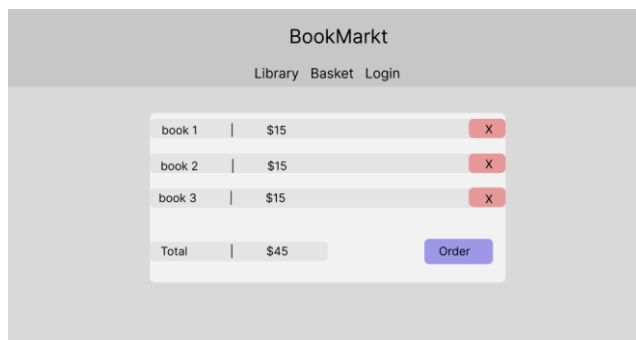 BookMarkt
Library Basket Login
book 1 | $15 X
book 2 | $15 X
book 3 | $15 X
Total | $45 Order